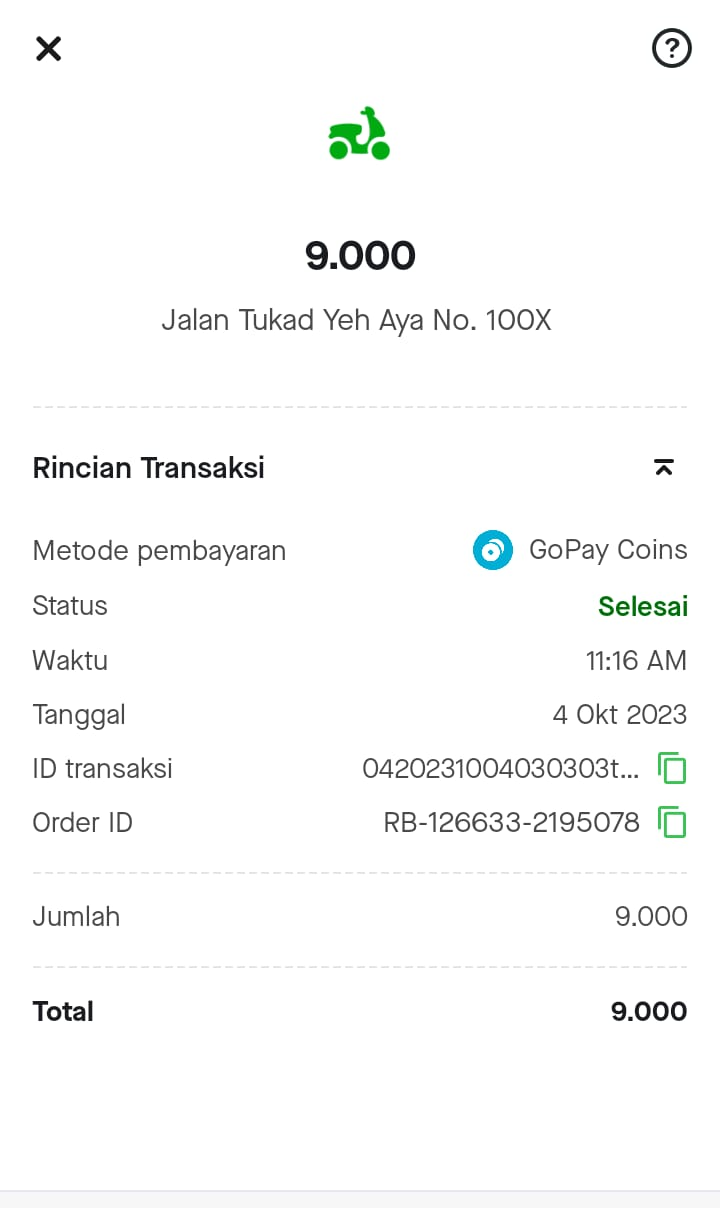 9.000
Jalan Tukad Yeh Aya No. 100X
Rincian Transaksi
Metode pembayaran GoPay Coins
Status Selesai
Waktu 11:16 AM
Tanggal 4 Okt 2023
ID transaksi 0420231004030303t...
Order ID RB-126633-2195078
Jumlah 9.000
Total 9.000